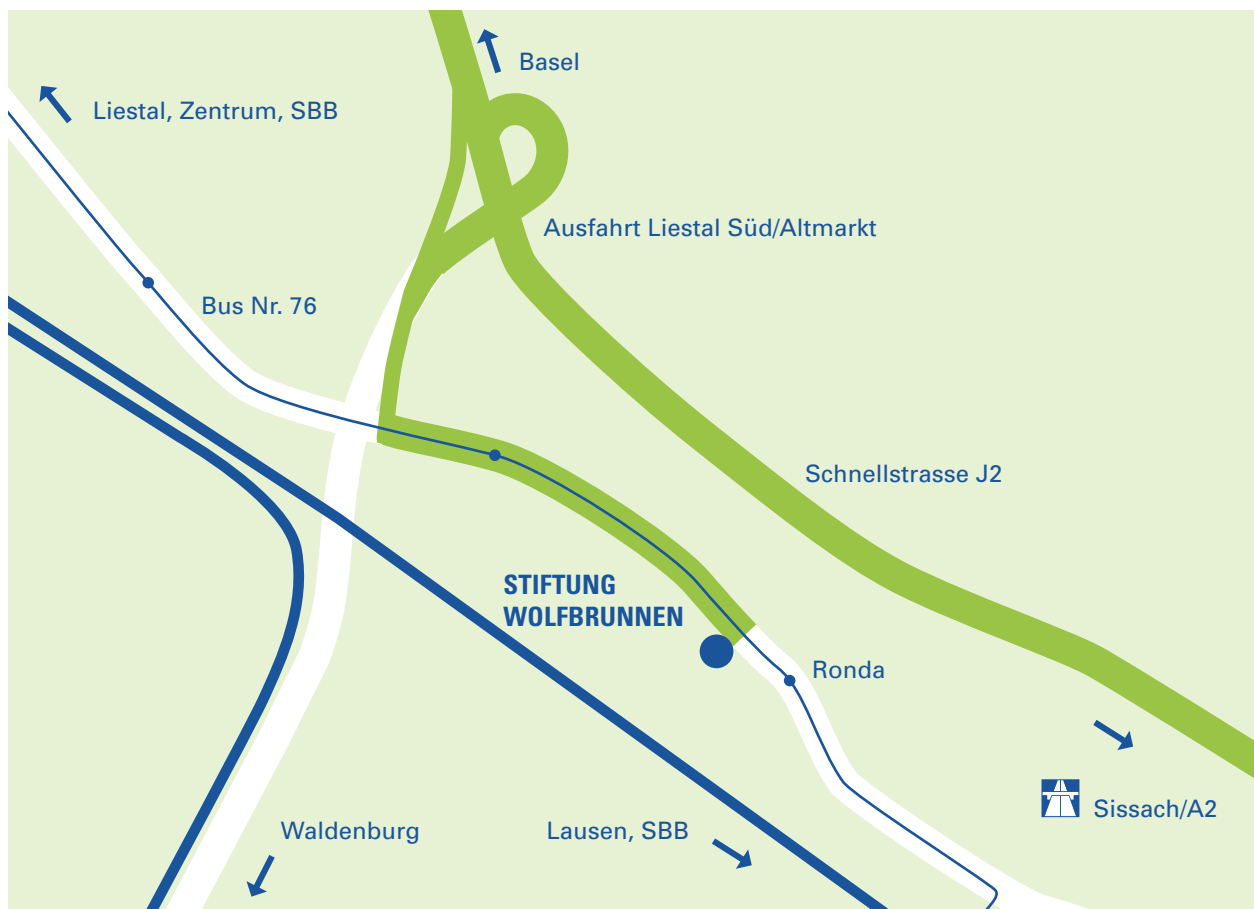 Basel
Liestal, Zentrum, SBB
Ausfahrt Liestal Süd/Altmarkt
Bus Nr. 76
Schnellstrasse J2
STIFTUNG
WOLFBRUNNEN
Ronda
Sissach/A2
Waldenburg
Lausen, SBB